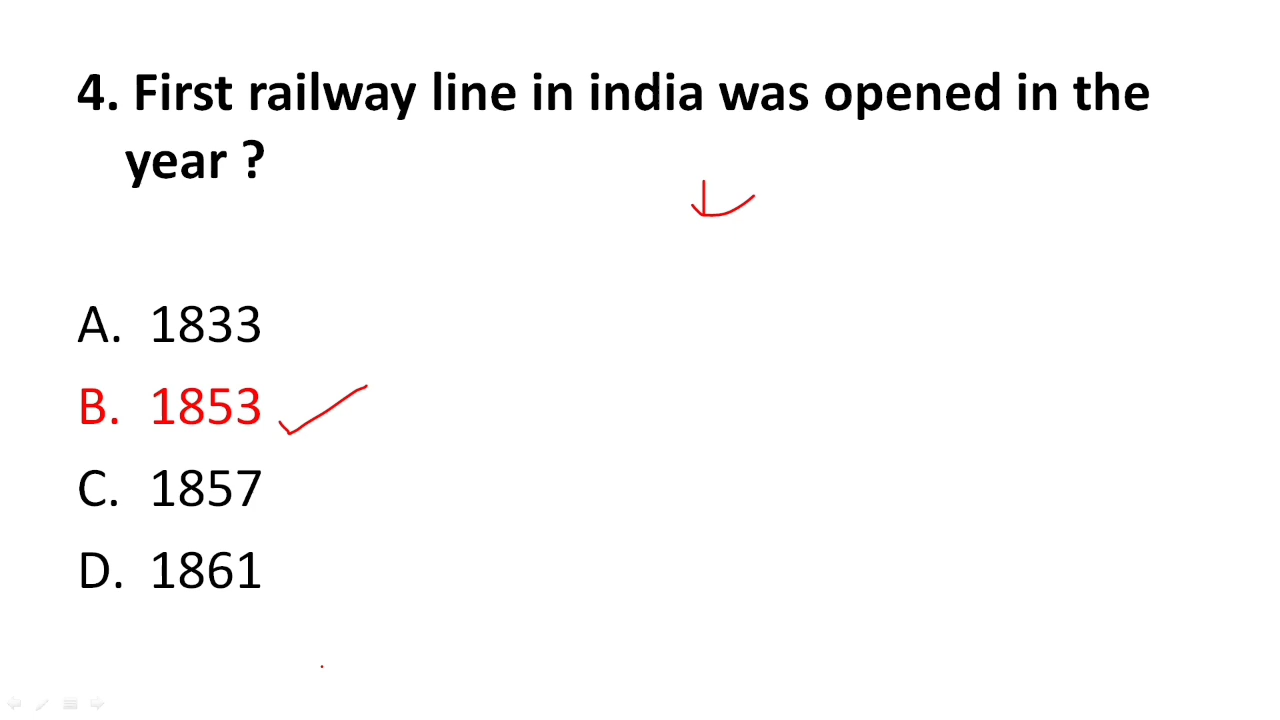 4. First railway line in india was opened in the
year ?
A. 1833
B. 1853
C. 1857
D. 1861